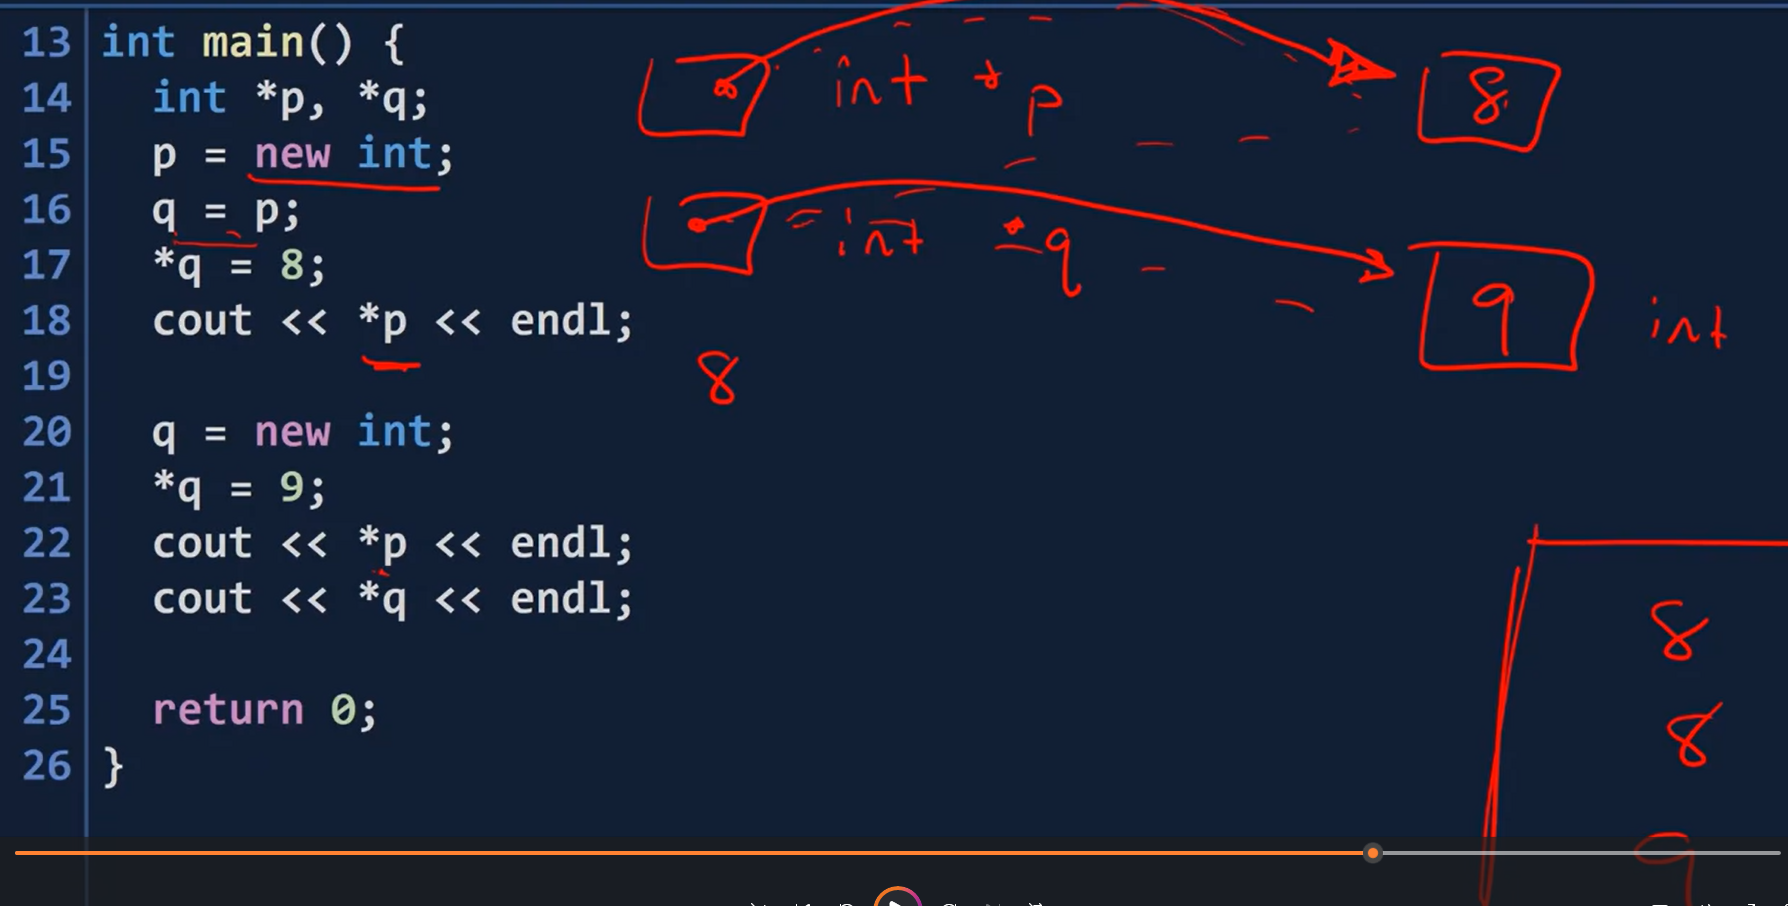 13 int main() {
14 int *p, *q;
15 p = new int;
16 q = p;
17 *q = 8;
18 cout << *p << endl;
19
20 q = new int;
21 *q = 9;
22 cout << *p << endl;
23 cout << *q << endl;
24
25 return 0;
26 }
int *p
8
int *q
9 int
8
8
8
9